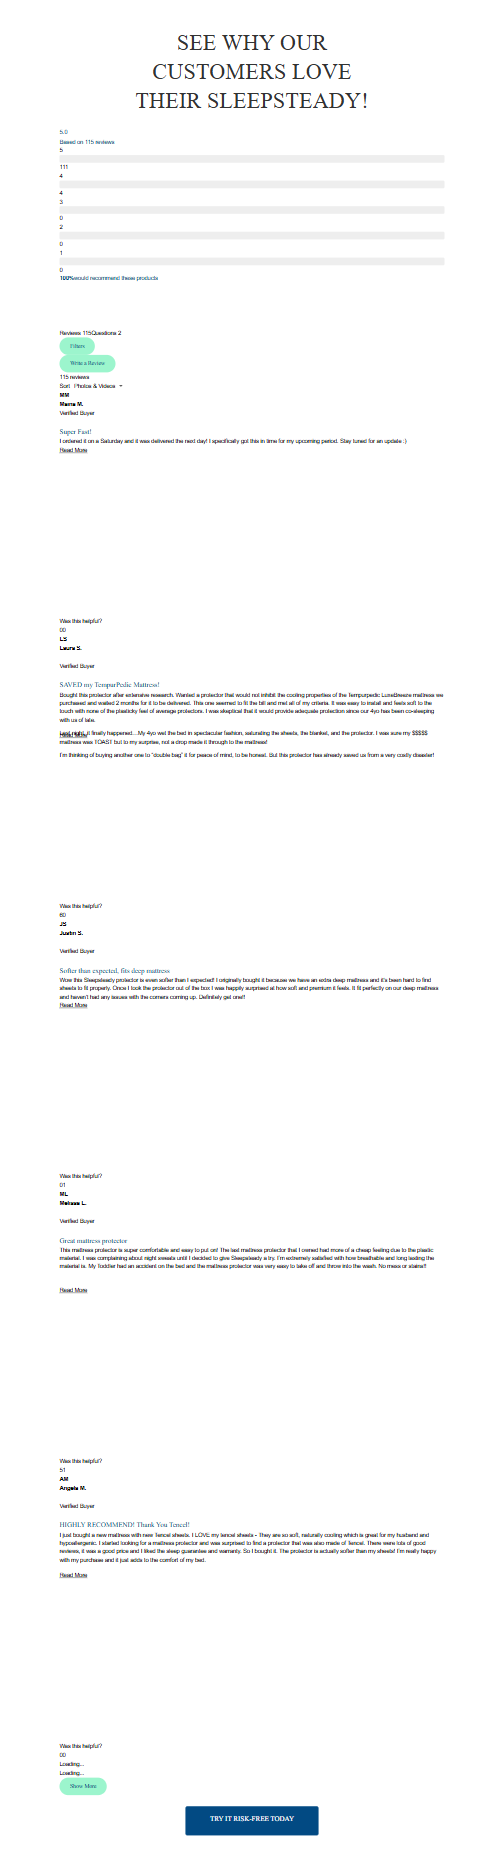 SEE WHY OUR
CUSTOMERS LOVE
THEIR SLEEPSTEADY!
5.0
Based on 115 reviews
5
111
4
4
3
0
2
0
1
0
100%would recommend these products
Reviews 115Questions 2
Filters
Write a Review
115 reviews
Sort Photos & Videos
MM
Maina M.
Verified Buyer
Super Fast!
I ordered it on a Saturday and it was delivered the next day! I specifically got this in time for my upcoming period. Stay tuned for an update :)
Read More
Was this helpful?
00
LS
Laura S.
Verified Buyer
SAVED my TempurPedic Mattress!
Bought this protector after extensive research. Wanted a protector that would not inhibit the cooling properties of the Tempurpedic LuxeBreeze mattress we
purchased and waited 2 months for it to be delivered. This one seemed to fit the bill and met all of my criteria. It was easy to install and feels soft to the
touch with none of the plasticky feel of average protectors. I was skeptical that it would provide adequate protection since our 4yo has been co-sleeping
with us of late.
Last night, it finally happened....My 4yo wet the bed in spectacular fashion, saturating the sheets, the blanket, and the protector. I was sure my $$$$$
Read More
mattress was TOAST but to my surprise, not a drop made it through to the mattress!
I'm thinking of buying another one to "double bag" it for peace of mind, to be honest. But this protector has already saved us from a very costly disaster!
Was this helpful?
60
JS
Justin S.
Verified Buyer
Softer than expected, fits deep mattress
Wow this Sleepsteady protector is even softer than I expected! I originally bought it because we have an extra deep mattress and it's been hard to find
sheets to fit properly. Once I took the protector out of the box I was happily surprised at how soft and premium it feels. It fit perfectly on our deep mattress
and haven't had any issues with the corners coming up. Definitely get one!!
Read More
Was this helpful?
01
ML
Melissa L.
Verified Buyer
Great mattress protector
This mattress protector is super comfortable and easy to put on! The last mattress protector that I owned had more of a cheap feeling due to the plastic
material. I was complaining about night sweats until I decided to give Sleepsteady a try. I'm extremely satisfied with how breathable and long lasting the
material is. My Toddler had an accident on the bed and the mattress protector was very easy to take off and throw into the wash. No mess or stains!!
Read More
Was this helpful?
51
AM
Angela M.
Verified Buyer
HIGHLY RECOMMEND! Thank You Tencel!
I just bought a new mattress with new Tencel sheets. I LOVE my tencel sheets - They are so soft, naturally cooling which is great for my husband and
hypoallergenic. I started looking for a mattress protector and was surprised to find a protector that was also made of Tencel. There were lots of good
reviews, it was a good price and I liked the sleep guarantee and warranty. So I bought it. The protector is actually softer than my sheets! I'm really happy
with my purchase and it just adds to the comfort of my bed.
Read More
Was this helpful?
00
Loading...
Loading...
Show More
TRY IT RISK-FREE TODAY